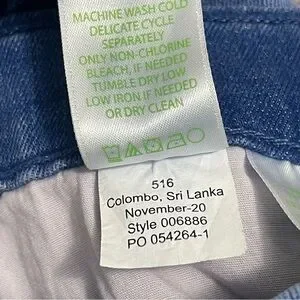 MACHINE WASH COLD
DELICATE CYCLE
SEPARATELY
ONLY NON-CHLORINE
BLEACH, IF NEEDED
TUMBLE DRY LOW
LOW IRON IF NEEDED
OR DRY CLEAN
516
Colombo, Sri Lanka
November-20
Style 006886
PO 054264-1